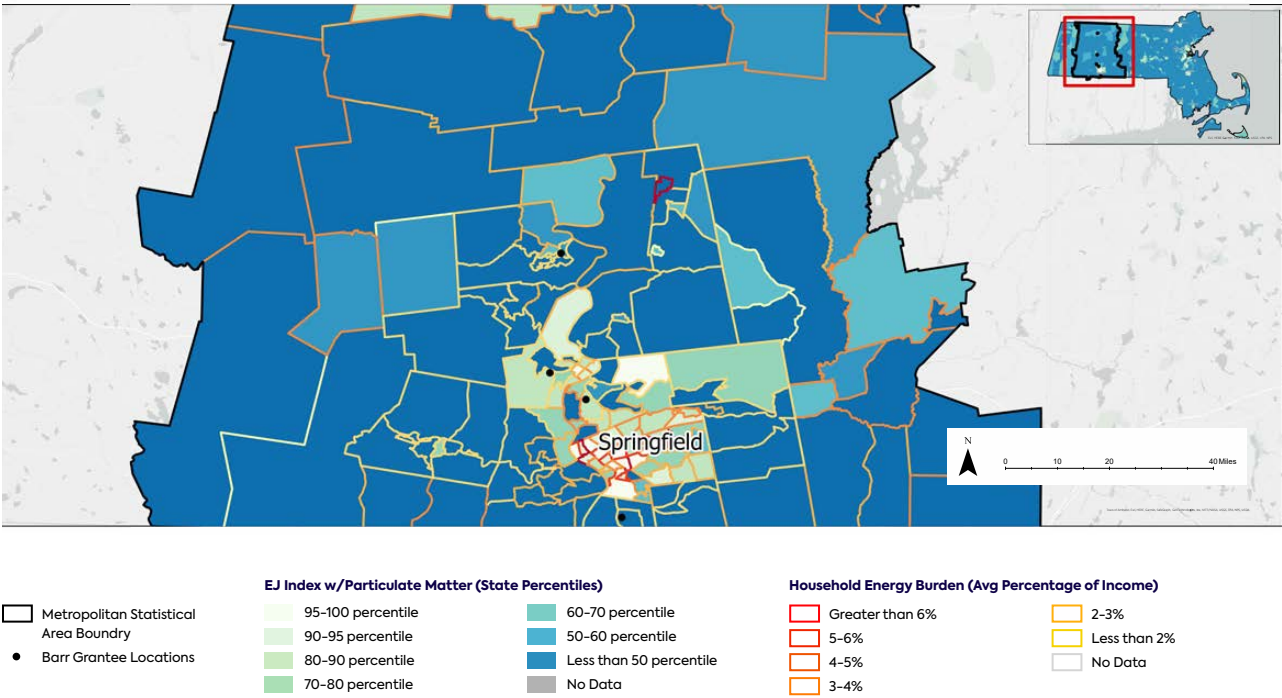 Springfield
N
0 10 20 40 Miles
EJ Index w/Particulate Matter (State Percentiles)
Household Energy Burden (Avg Percentage of Income)
Metropolitan Statistical
Area Boundry
Barr Grantee Locations
95-100 percentile
90-95 percentile
80-90 percentile
70-80 percentile
60-70 percentile
50-60 percentile
Less than 50 percentile
No Data
Greater than 6%
5-6%
4-5%
3-4%
2-3%
Less than 2%
No Data